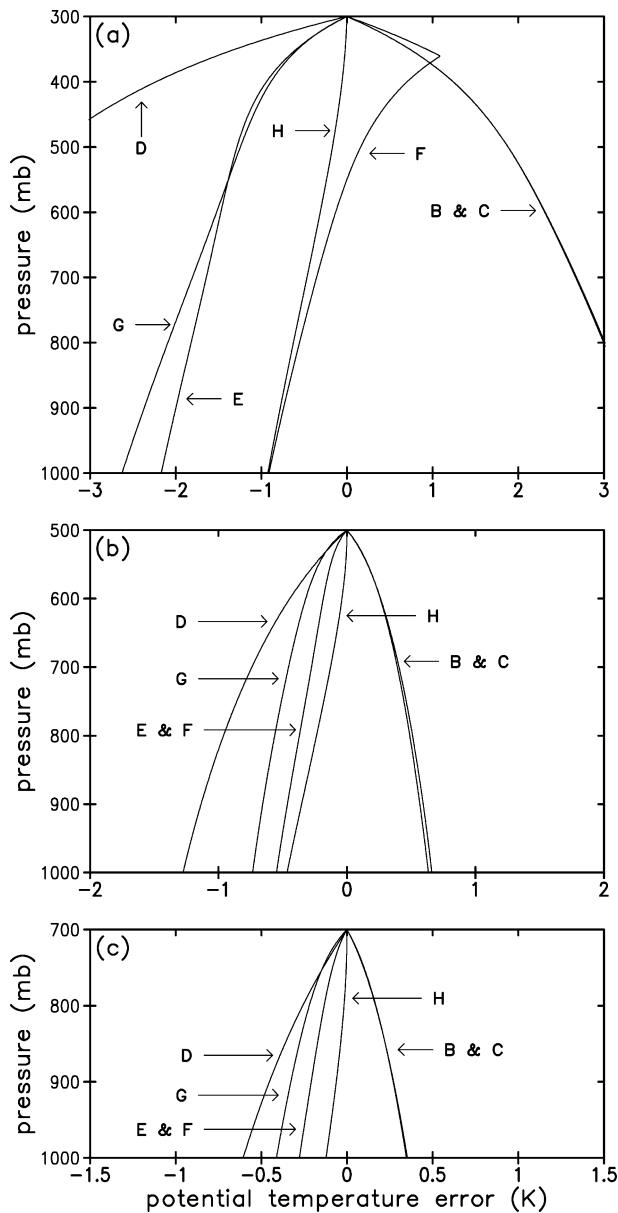 (a)
300
400
500
600
700
800
900
1000
pressure (mb)
D
H
F
B & C
G
E
-3 -2 -1 0 1 2 3
(b)
500
600
700
800
900
1000
pressure (mb)
D
H
G
B & C
E & F
-2 -1 0 1 2
(c)
700
800
900
1000
pressure (mb)
H
D
B & C
G
E & F
-1.5 -1 -0.5 0 0.5 1 1.5
potential temperature error (K)